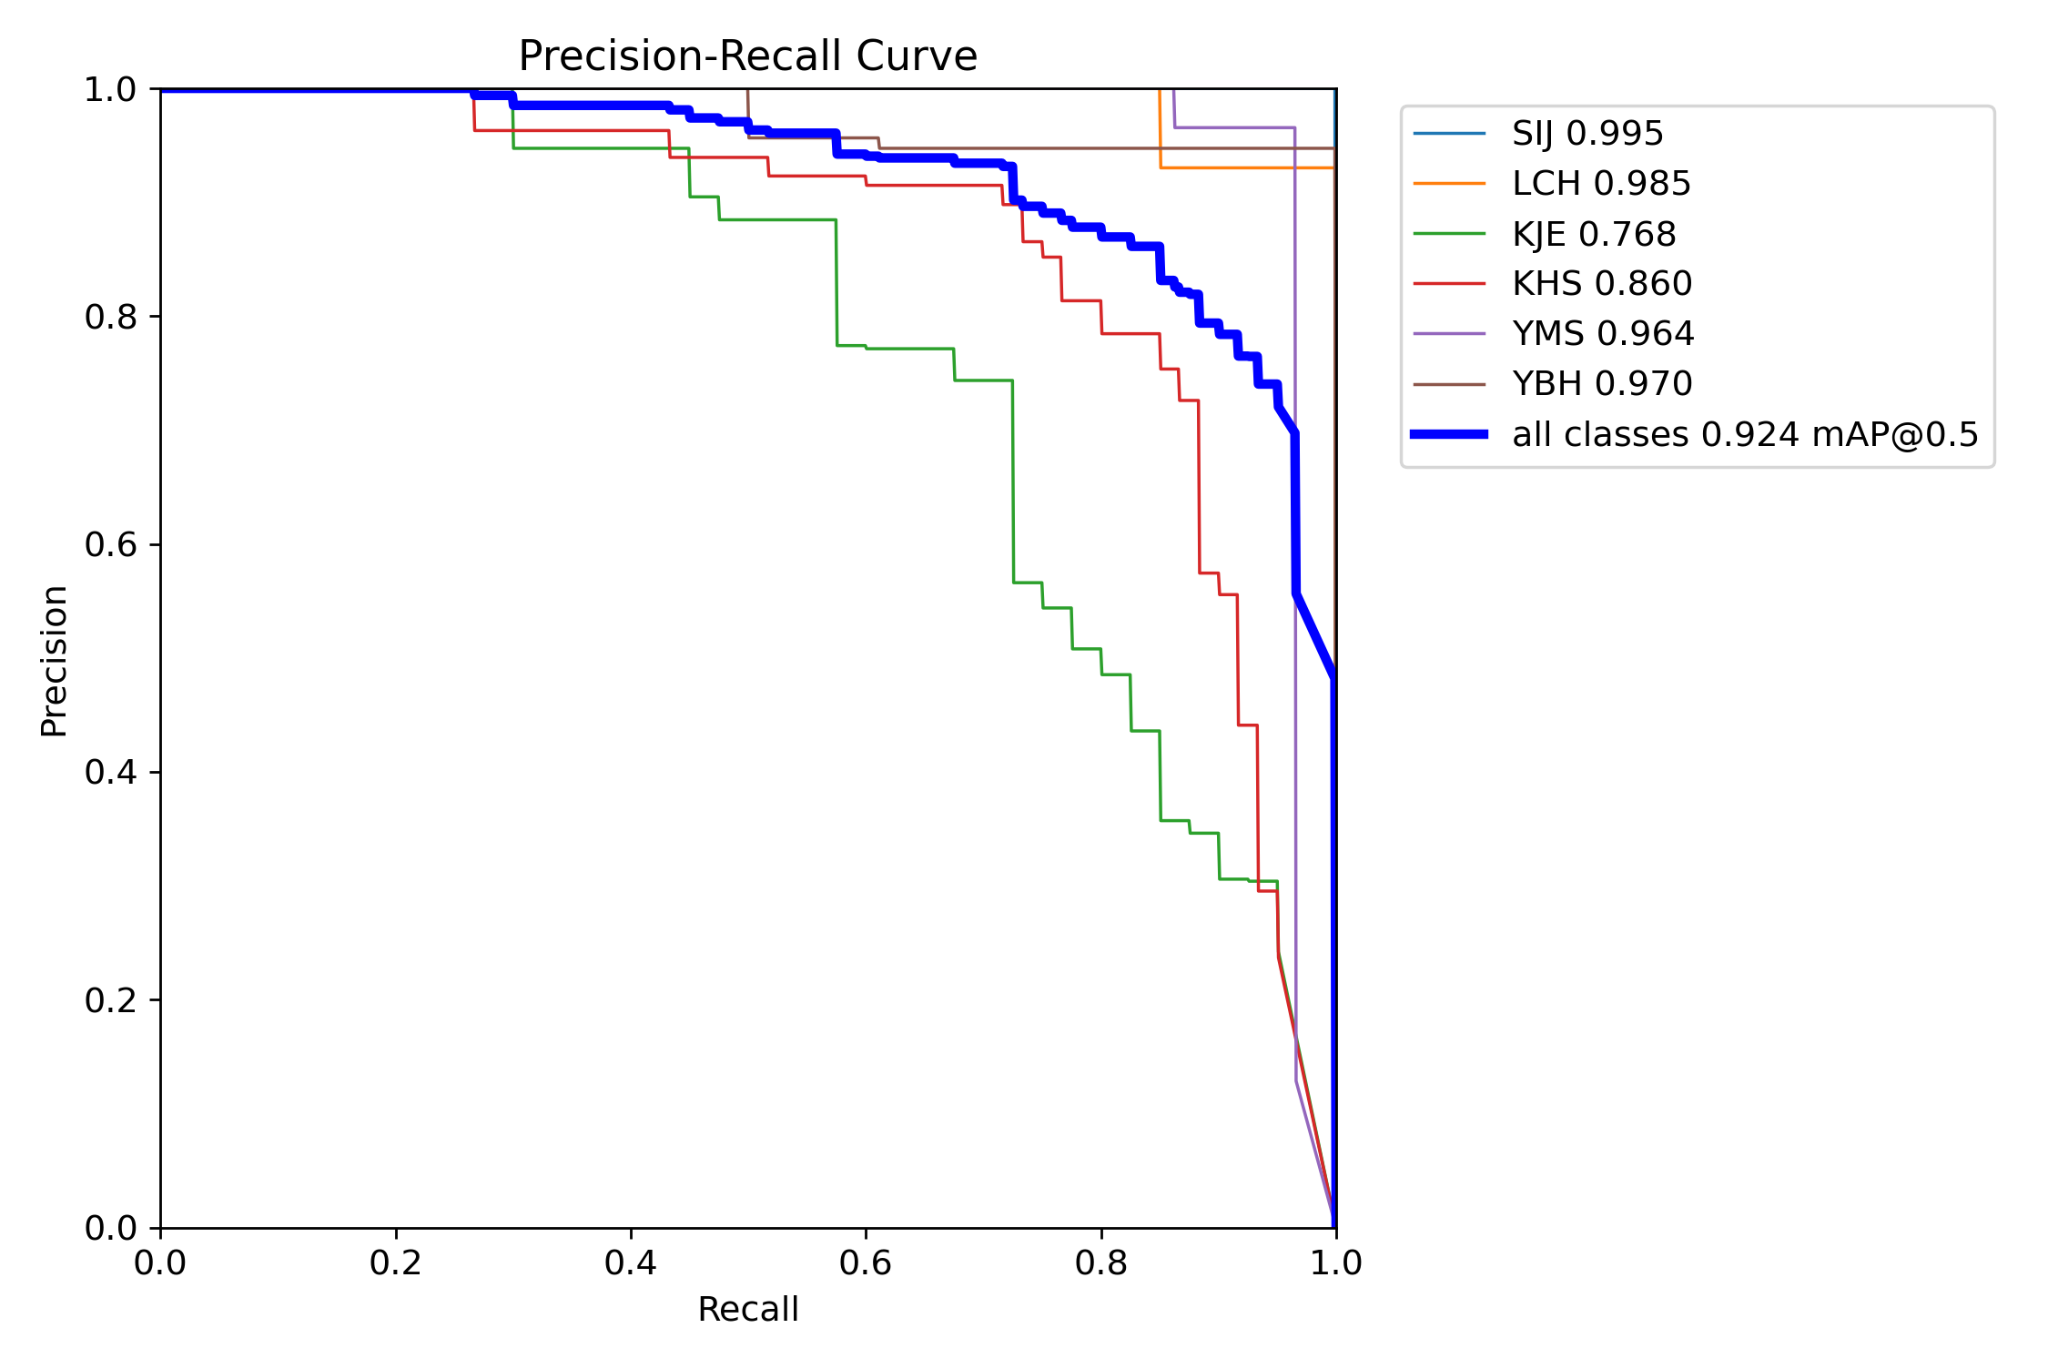 Precision-Recall Curve
1.0
0.8
0.6
0.4
0.2
0.0
Precision
0.0 0.2 0.4 0.6 0.8 1.0
Recall
SIJ 0.995
LCH 0.985
KJE 0.768
KHS 0.860
YMS 0.964
YBH 0.970
all classes 0.924 mAP@0.5